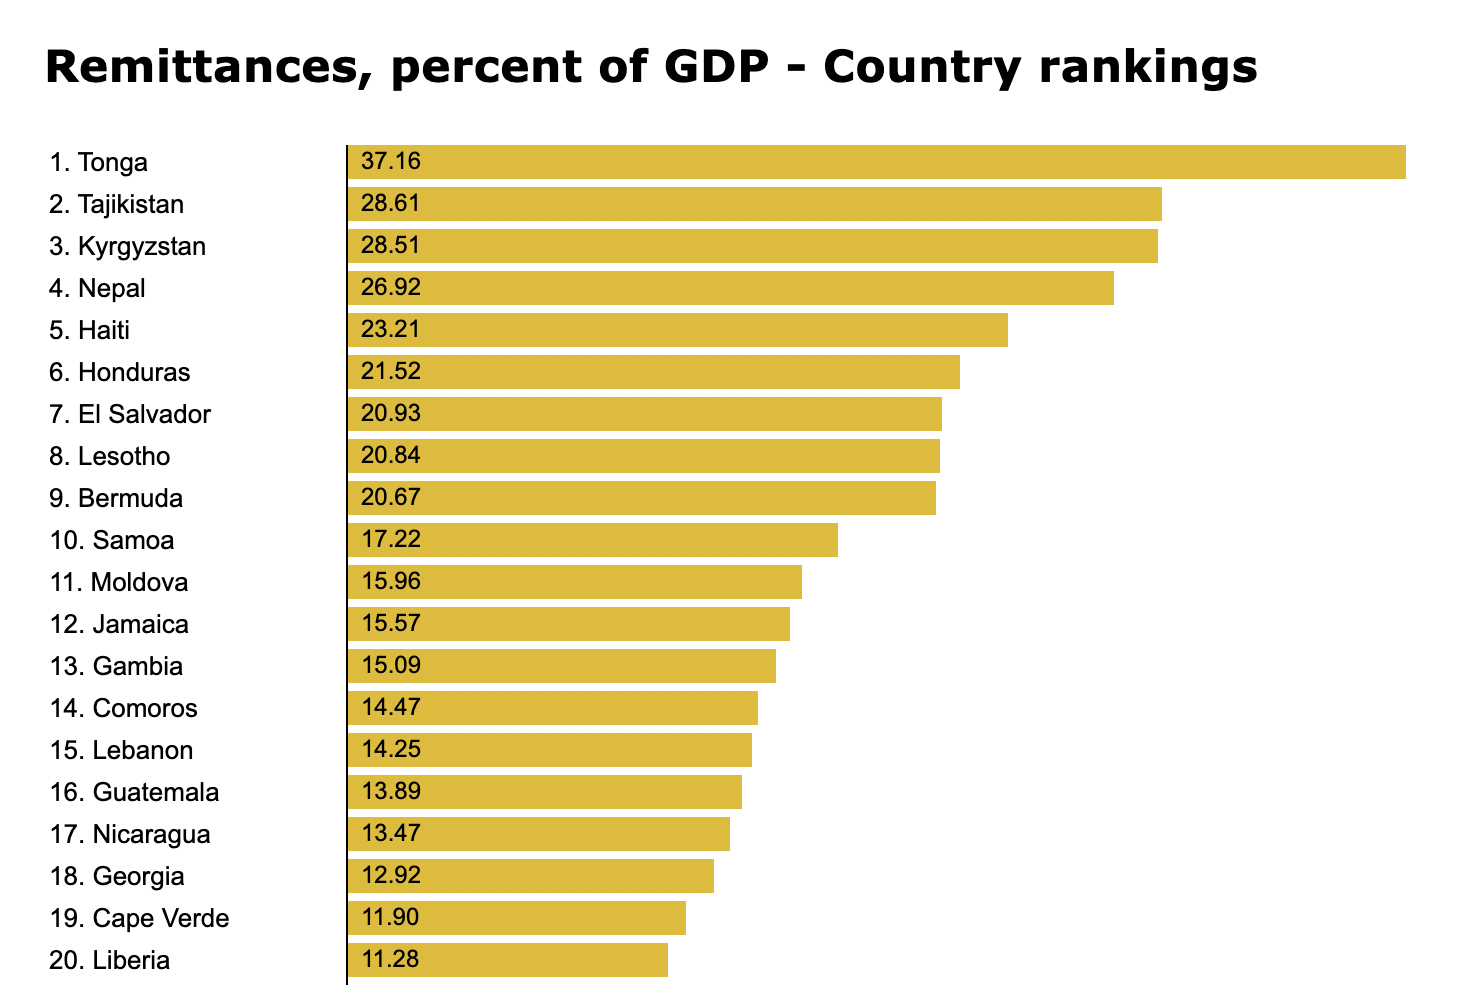 Remittances, percent of GDP - Country rankings
1. Tonga 37.16
2. Tajikistan 28.61
3. Kyrgyzstan 28.51
4. Nepal 26.92
5. Haiti 23.21
6. Honduras 21.52
7. El Salvador 20.93
8. Lesotho 20.84
9. Bermuda 20.67
10. Samoa 17.22
11. Moldova 15.96
12. Jamaica 15.57
13. Gambia 15.09
14. Comoros 14.47
15. Lebanon 14.25
16. Guatemala 13.89
17. Nicaragua 13.47
18. Georgia 12.92
19. Cape Verde 11.90
20. Liberia 11.28